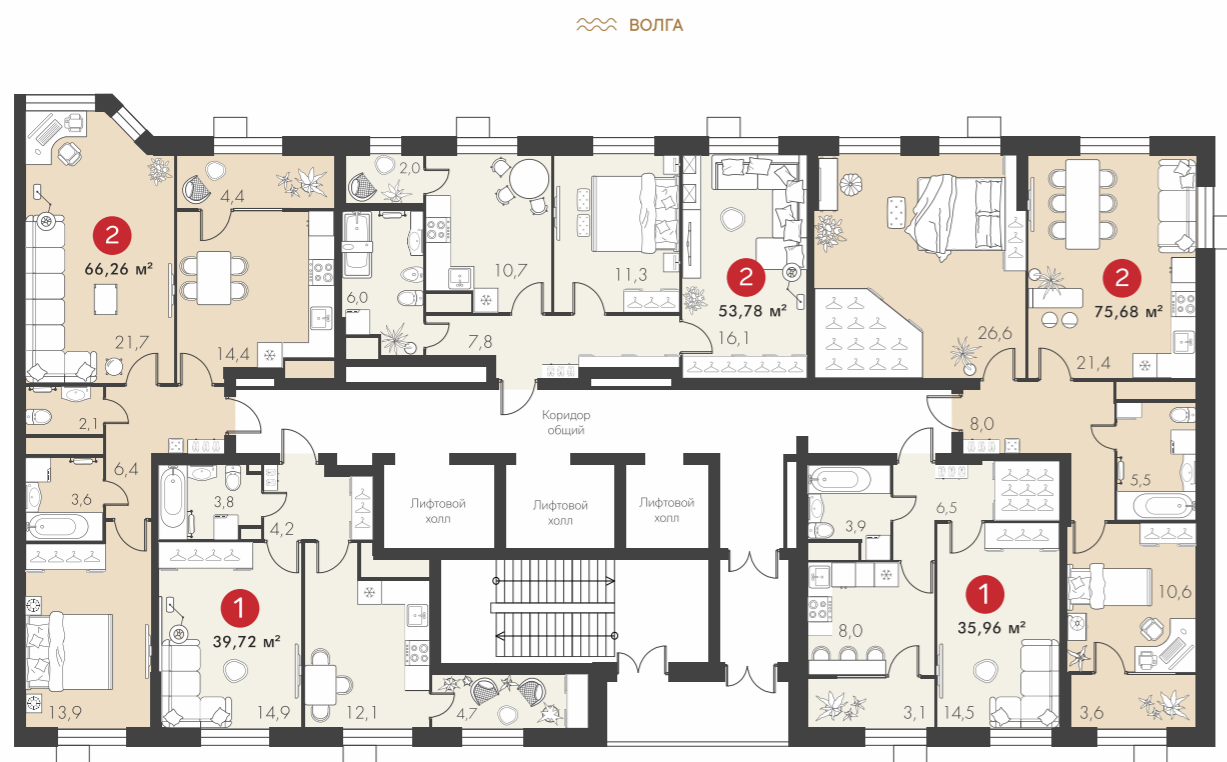 ВОЛГА
2
66,26 м²
21,7
4,4
14,4
2,0
6,0
10,7
7,8
11,3
2
53,78 м²
16,1
26,6
2
75,68 м²
21,4
2,1
6,4
3,6
13,9
Коридор
общий
8,0
5,5
3,8
4,2
Лифтовой
холл
Лифтовой
холл
Лифтовой
холл
3,9
6,5
1
39,72 м²
14,9
12,1
4,7
8,0
3,1
1
35,96 м²
14,5
10,6
3,6